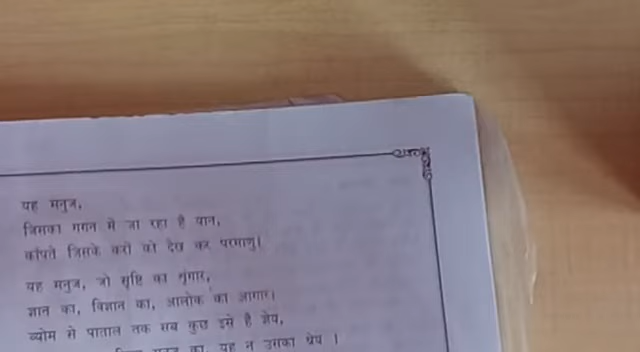 यह मनुज,
जिसका गगन में जा रहा है यान,
काँपते जिसके करों को देख कर परमाणु।
यह मनुज, जो सृष्टि का शृंगार,
ज्ञान का, विज्ञान का, आलोक का आगार।
व्योम से पाताल तक सब कुछ इसे है ज्ञेय,
मनुज का, यह न उसका श्रेय ।